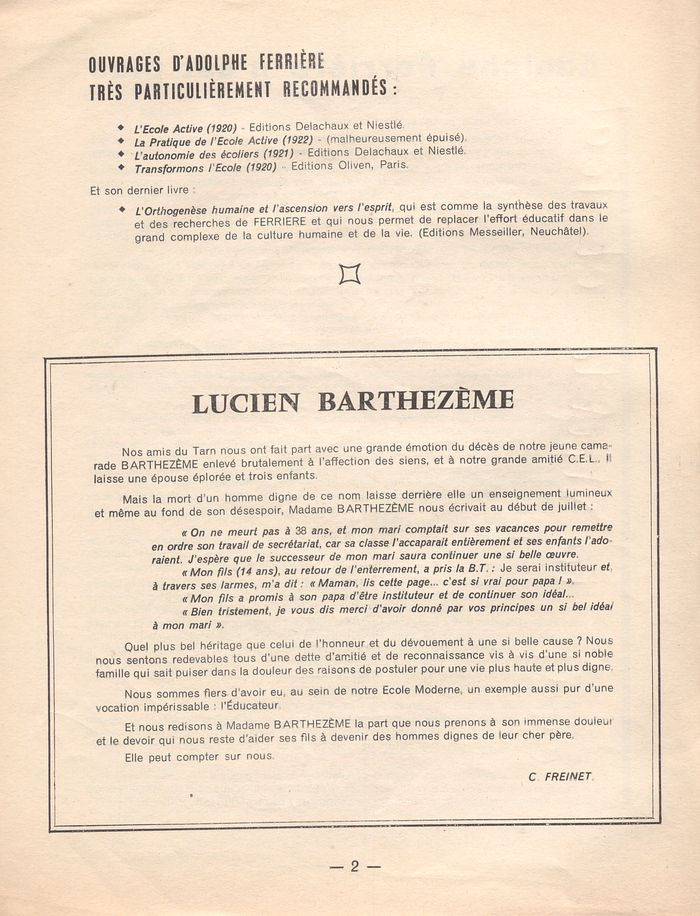 OUVRAGES D'ADOLPHE FERRIÈRE
TRÈS PARTICULIÈREMENT RECOMMANDÉS :
◆ L'Ecole Active (1920) - Editions Delachaux et Niestlé.
◆ La Pratique de l'Ecole Active (1922) - (malheureusement épuisé).
◆ L'autonomie des écoliers (1921) - Editions Delachaux et Niestlé.
◆ Transformons l'Ecole (1920) - Editions Oliven, Paris.
Et son dernier livre :
◆ L'Orthogenèse humaine et l'ascension vers l'esprit, qui est comme la synthèse des travaux
et des recherches de FERRIERE et qui nous permet de replacer l'effort éducatif dans le
grand complexe de la culture humaine et de la vie. (Editions Messeiller, Neuchâtel).
LUCIEN BARTHEZÈME
Nos amis du Tarn nous ont fait part avec une grande émotion du décès de notre jeune cama-
rade BARTHEZÈME enlevé brutalement à l'affection des siens, et à notre grande amitié C.E.L.. Il
laisse une épouse éplorée et trois enfants.
Mais la mort d'un homme digne de ce nom laisse derrière elle un enseignement lumineux
et même au fond de son désespoir, Madame BARTHEZÈME nous écrivait au début de juillet :
« On ne meurt pas à 38 ans, et mon mari comptait sur ses vacances pour remettre
en ordre son travail de secrétariat, car sa classe l'accaparait entièrement et ses enfants l'ado-
raient. J'espère que le successeur de mon mari saura continuer une si belle œuvre.
« Mon fils (14 ans), au retour de l'enterrement, a pris la B.T. : Je serai instituteur et,
à travers ses larmes, m'a dit : « Maman, lis cette page... c'est si vrai pour papa ! ».
« Mon fils a promis à son papa d'être instituteur et de continuer son idéal...
« Bien tristement, je vous dis merci d'avoir donné par vos principes un si bel idéal
à mon mari ».
Quel plus bel héritage que celui de l'honneur et du dévouement à une si belle cause ? Nous
nous sentons redevables tous d'une dette d'amitié et de reconnaissance vis à vis d'une si noble
famille qui sait puiser dans la douleur des raisons de postuler pour une vie plus haute et plus digne.
Nous sommes fiers d'avoir eu, au sein de notre Ecole Moderne, un exemple aussi pur d'une
vocation impérissable : l'Éducateur.
Et nous redisons à Madame BARTHEZÈME la part que nous prenons à son immense douleur
et le devoir qui nous reste d'aider ses fils à devenir des hommes dignes de leur cher père.
Elle peut compter sur nous.
C. FREINET.
— 2 —